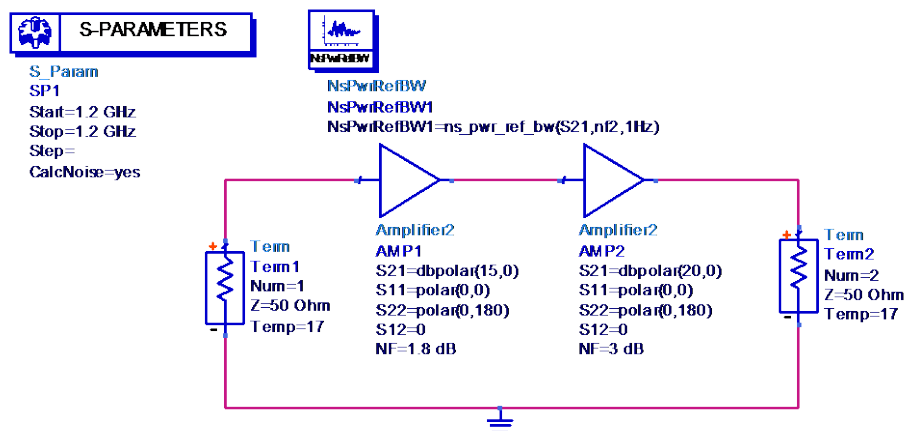 S-PARAMETERS
S_Param
SP1
Start=1.2 GHz
Stop=1.2 GHz
Step=
CalcNoise=yes
NsPwrRefBW
NsPwrRefBW
NsPwrRefBW1
NsPwrRefBW1=ns_pwr_ref_bw(S21,nf2,1Hz)
Amplifier2
AMP1
S21=dbpolar(15,0)
S11=polar(0,0)
S22=polar(0,180)
S12=0
NF=1.8 dB
Amplifier2
AMP2
S21=dbpolar(20,0)
S11=polar(0,0)
S22=polar(0,180)
S12=0
NF=3 dB
+
Term
Term1
Num=1
Z=50 Ohm
Temp=17
-
+
Term
Term2
Num=2
Z=50 Ohm
Temp=17
-